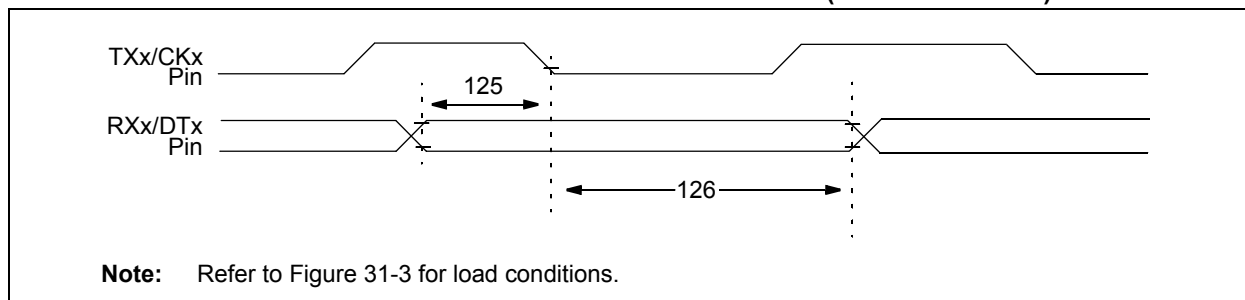 TXx/CKx
Pin
125
RXx/DTx
Pin
126
Note: Refer to Figure 31-3 for load conditions.